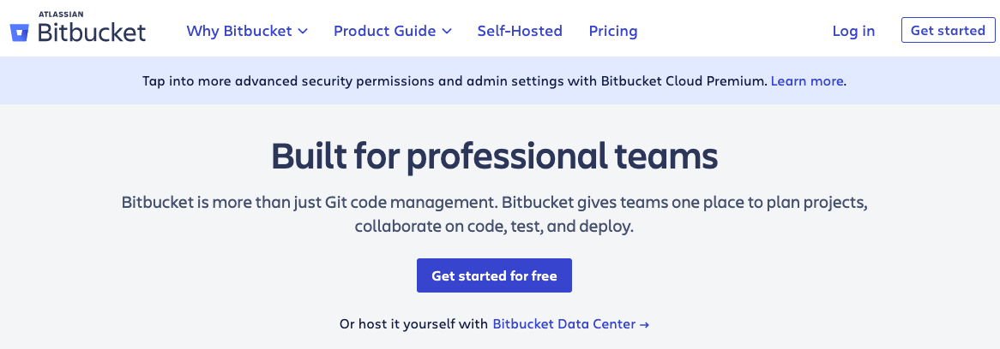 ATLASSIAN
Bitbucket
Why Bitbucket
Product Guide
Self-Hosted
Pricing
Log in
Get started
Tap into more advanced security permissions and admin settings with Bitbucket Cloud Premium. Learn more.
Built for professional teams
Bitbucket is more than just Git code management. Bitbucket gives teams one place to plan projects,
collaborate on code, test, and deploy.
Get started for free
Or host it yourself with Bitbucket Data Center →